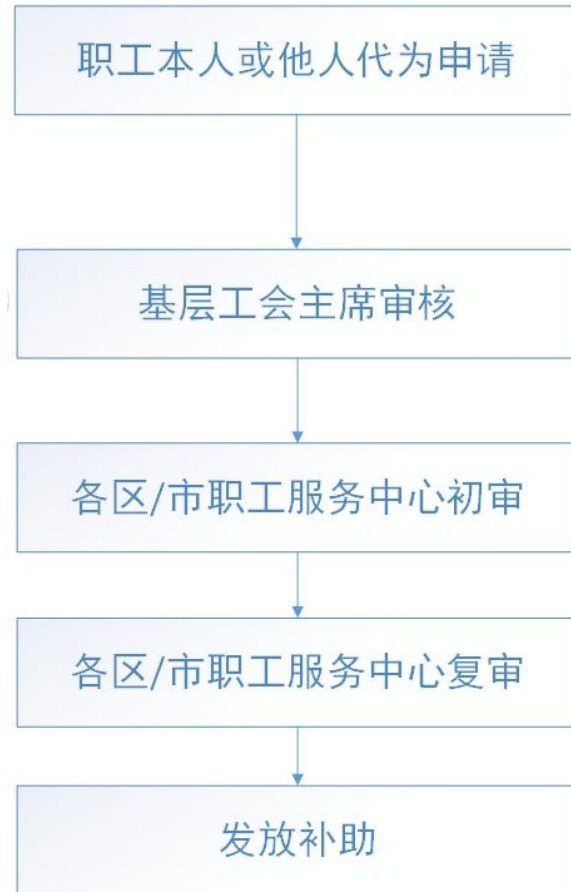 职工本人或他人代为申请
基层工会主席审核
各区/市职工服务中心初审
各区/市职工服务中心复审
发放补助